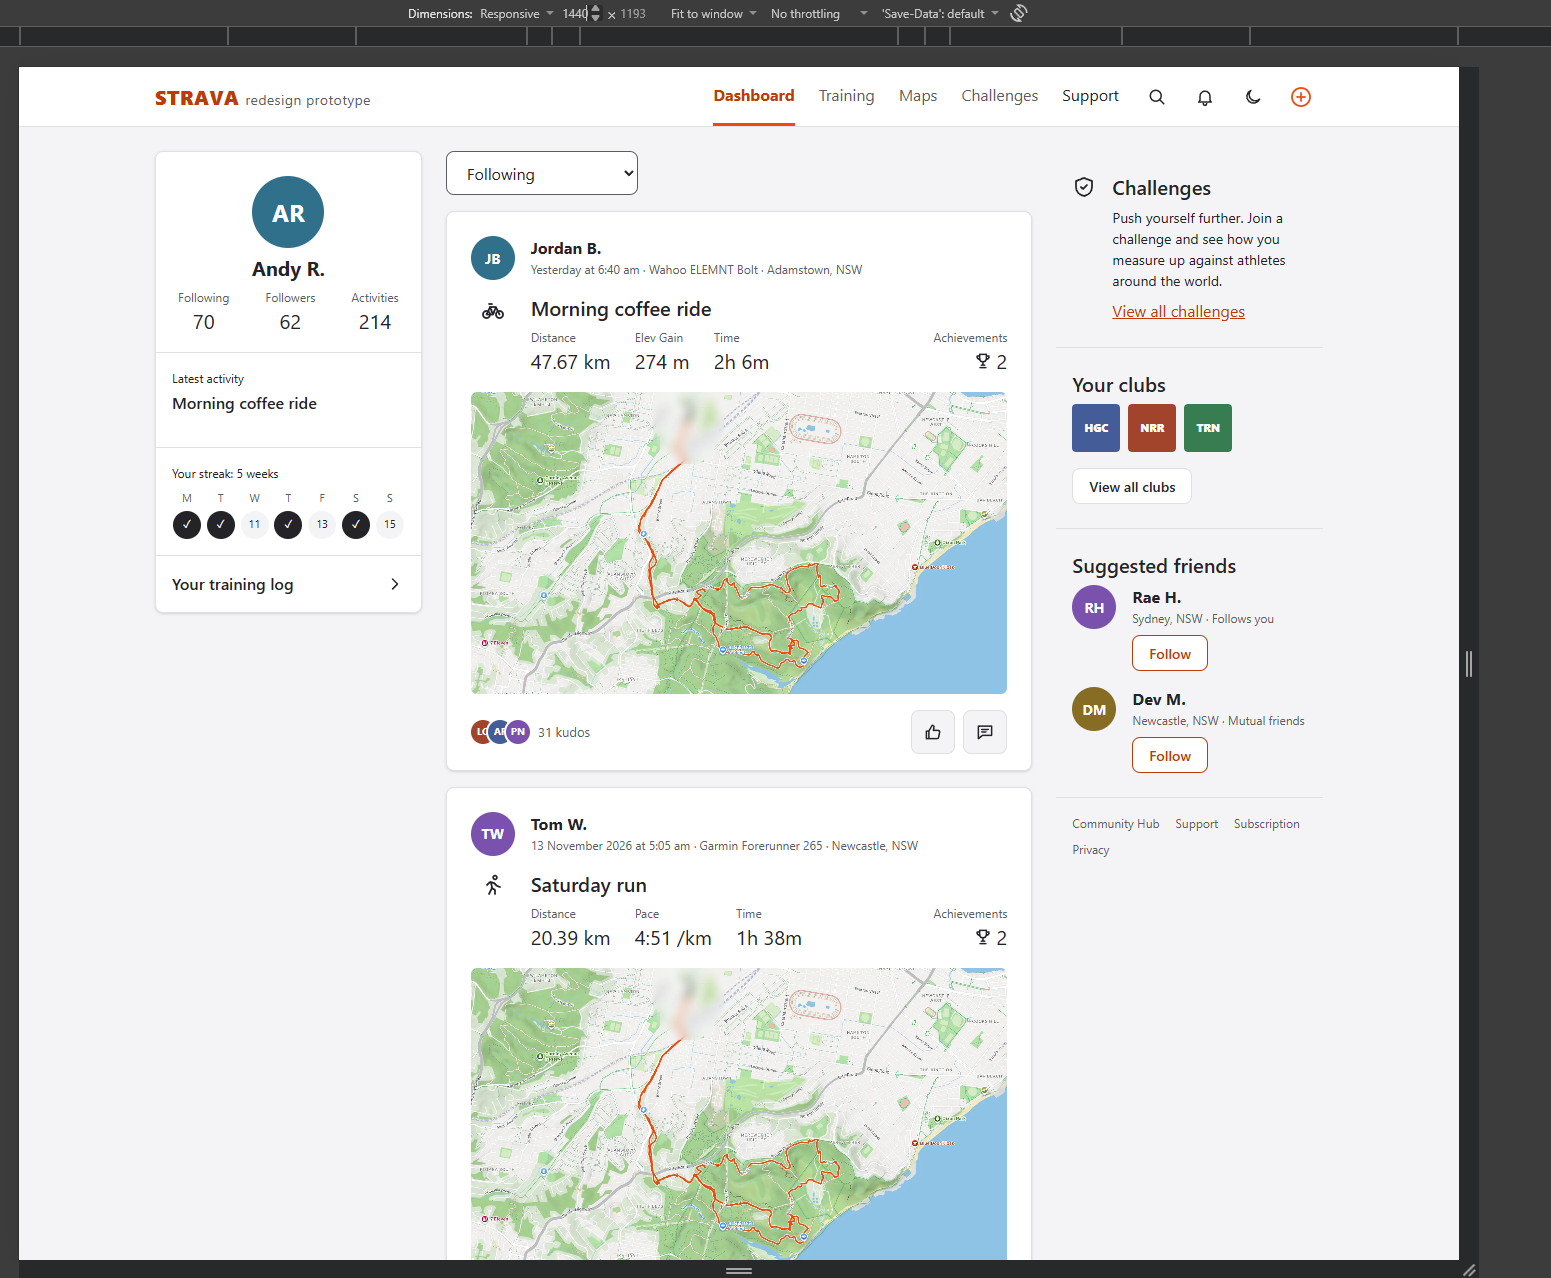 Dimensions: Responsive 1440 × 1193 Fit to window No throttling 'Save-Data': default
STRAVA redesign prototype
Dashboard Training Maps Challenges Support
AR
Andy R.
Following Followers Activities
70 62 214
Latest activity
Morning coffee ride
Your streak: 5 weeks
M T W T F S S
✓ ✓ 11 ✓ 13 ✓ 15
Your training log
Following
JB
Jordan B.
Yesterday at 6:40 am · Wahoo ELEMNT Bolt · Adamstown, NSW
Morning coffee ride
Distance Elev Gain Time Achievements
47.67 km 274 m 2h 6m 2
PN
31 kudos
TW
Tom W.
13 November 2026 at 5:05 am · Garmin Forerunner 265 · Newcastle, NSW
Saturday run
Distance Pace Time Achievements
20.39 km 4:51 /km 1h 38m 2
Challenges
Push yourself further. Join a
challenge and see how you
measure up against athletes
around the world.
View all challenges
Your clubs
HGC NRR TRN
View all clubs
Suggested friends
RH
Rae H.
Sydney, NSW · Follows you
Follow
DM
Dev M.
Newcastle, NSW · Mutual friends
Follow
Community Hub Support Subscription
Privacy